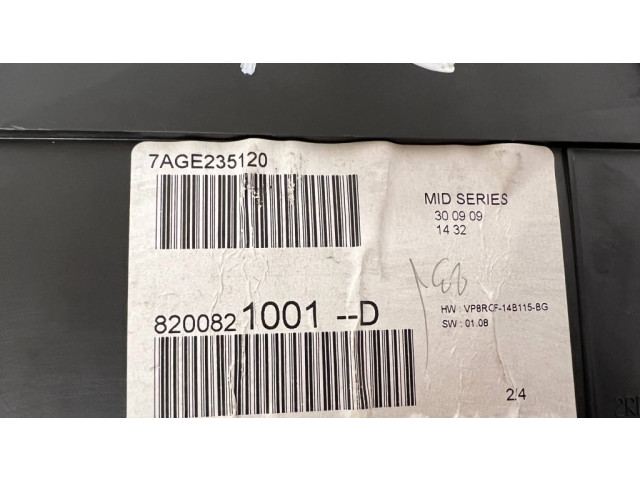 7AGE235120
MID SERIES
30 09 09
14 32
820082 1001 --D
HW : VP8RCF-14B115-BG
SW : 01.08
2/4